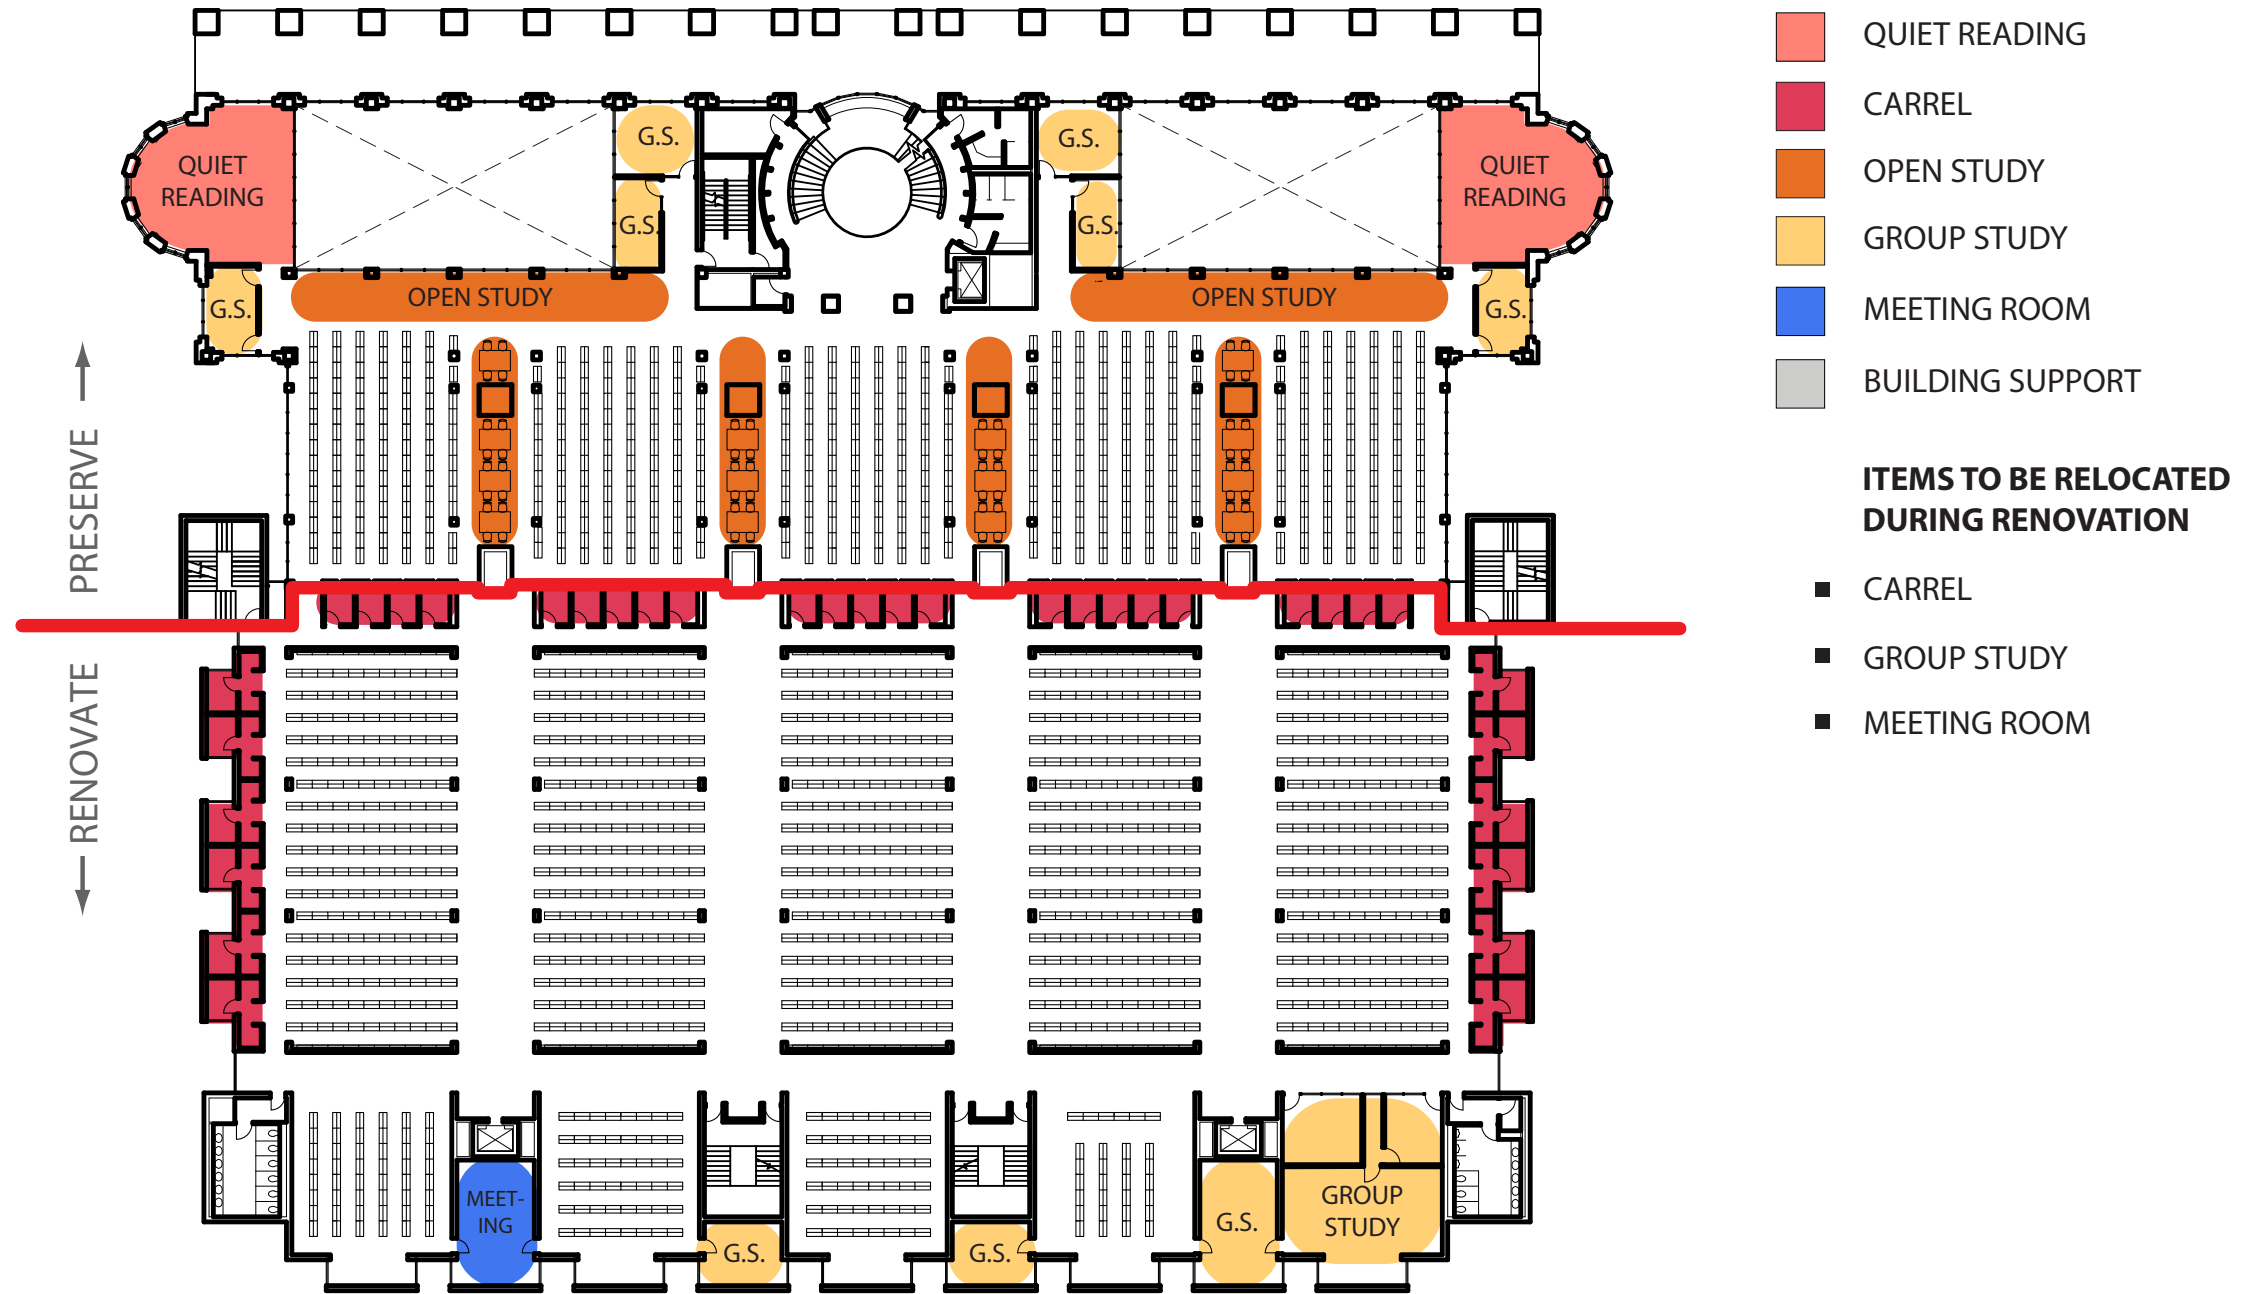 QUIET READING
CARREL
OPEN STUDY
GROUP STUDY
MEETING ROOM
BUILDING SUPPORT
ITEMS TO BE RELOCATED
DURING RENOVATION
CARREL
GROUP STUDY
MEETING ROOM
G.S.
G.S.
QUIET
READING
QUIET
READING
G.S.
G.S.
OPEN STUDY
OPEN STUDY
G.S.
G.S.
PRESERVE
RENOVATE
MEET-
ING
GROUP
STUDY
G.S.
G.S.
G.S.